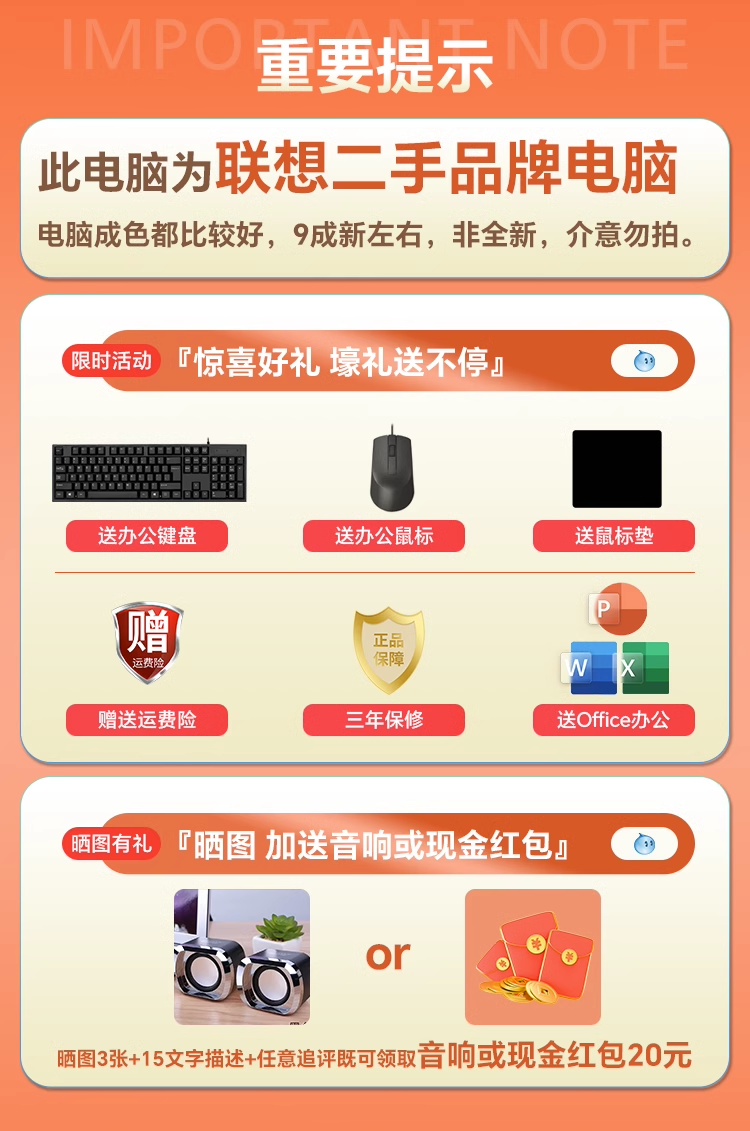 IMPORTANT NOTE
重要提示
此电脑为联想二手品牌电脑
电脑成色都比较好，9成新左右，非全新，介意勿拍。
限时活动
『惊喜好礼 壕礼送不停』
送办公键盘
送办公鼠标
送鼠标垫
赠
运费险
正品
保障
P
W
X
赠送运费险
三年保修
送Office办公
晒图有礼
『晒图 加送音响或现金红包』
or
晒图3张+15文字描述+任意追评既可领取音响或现金红包20元